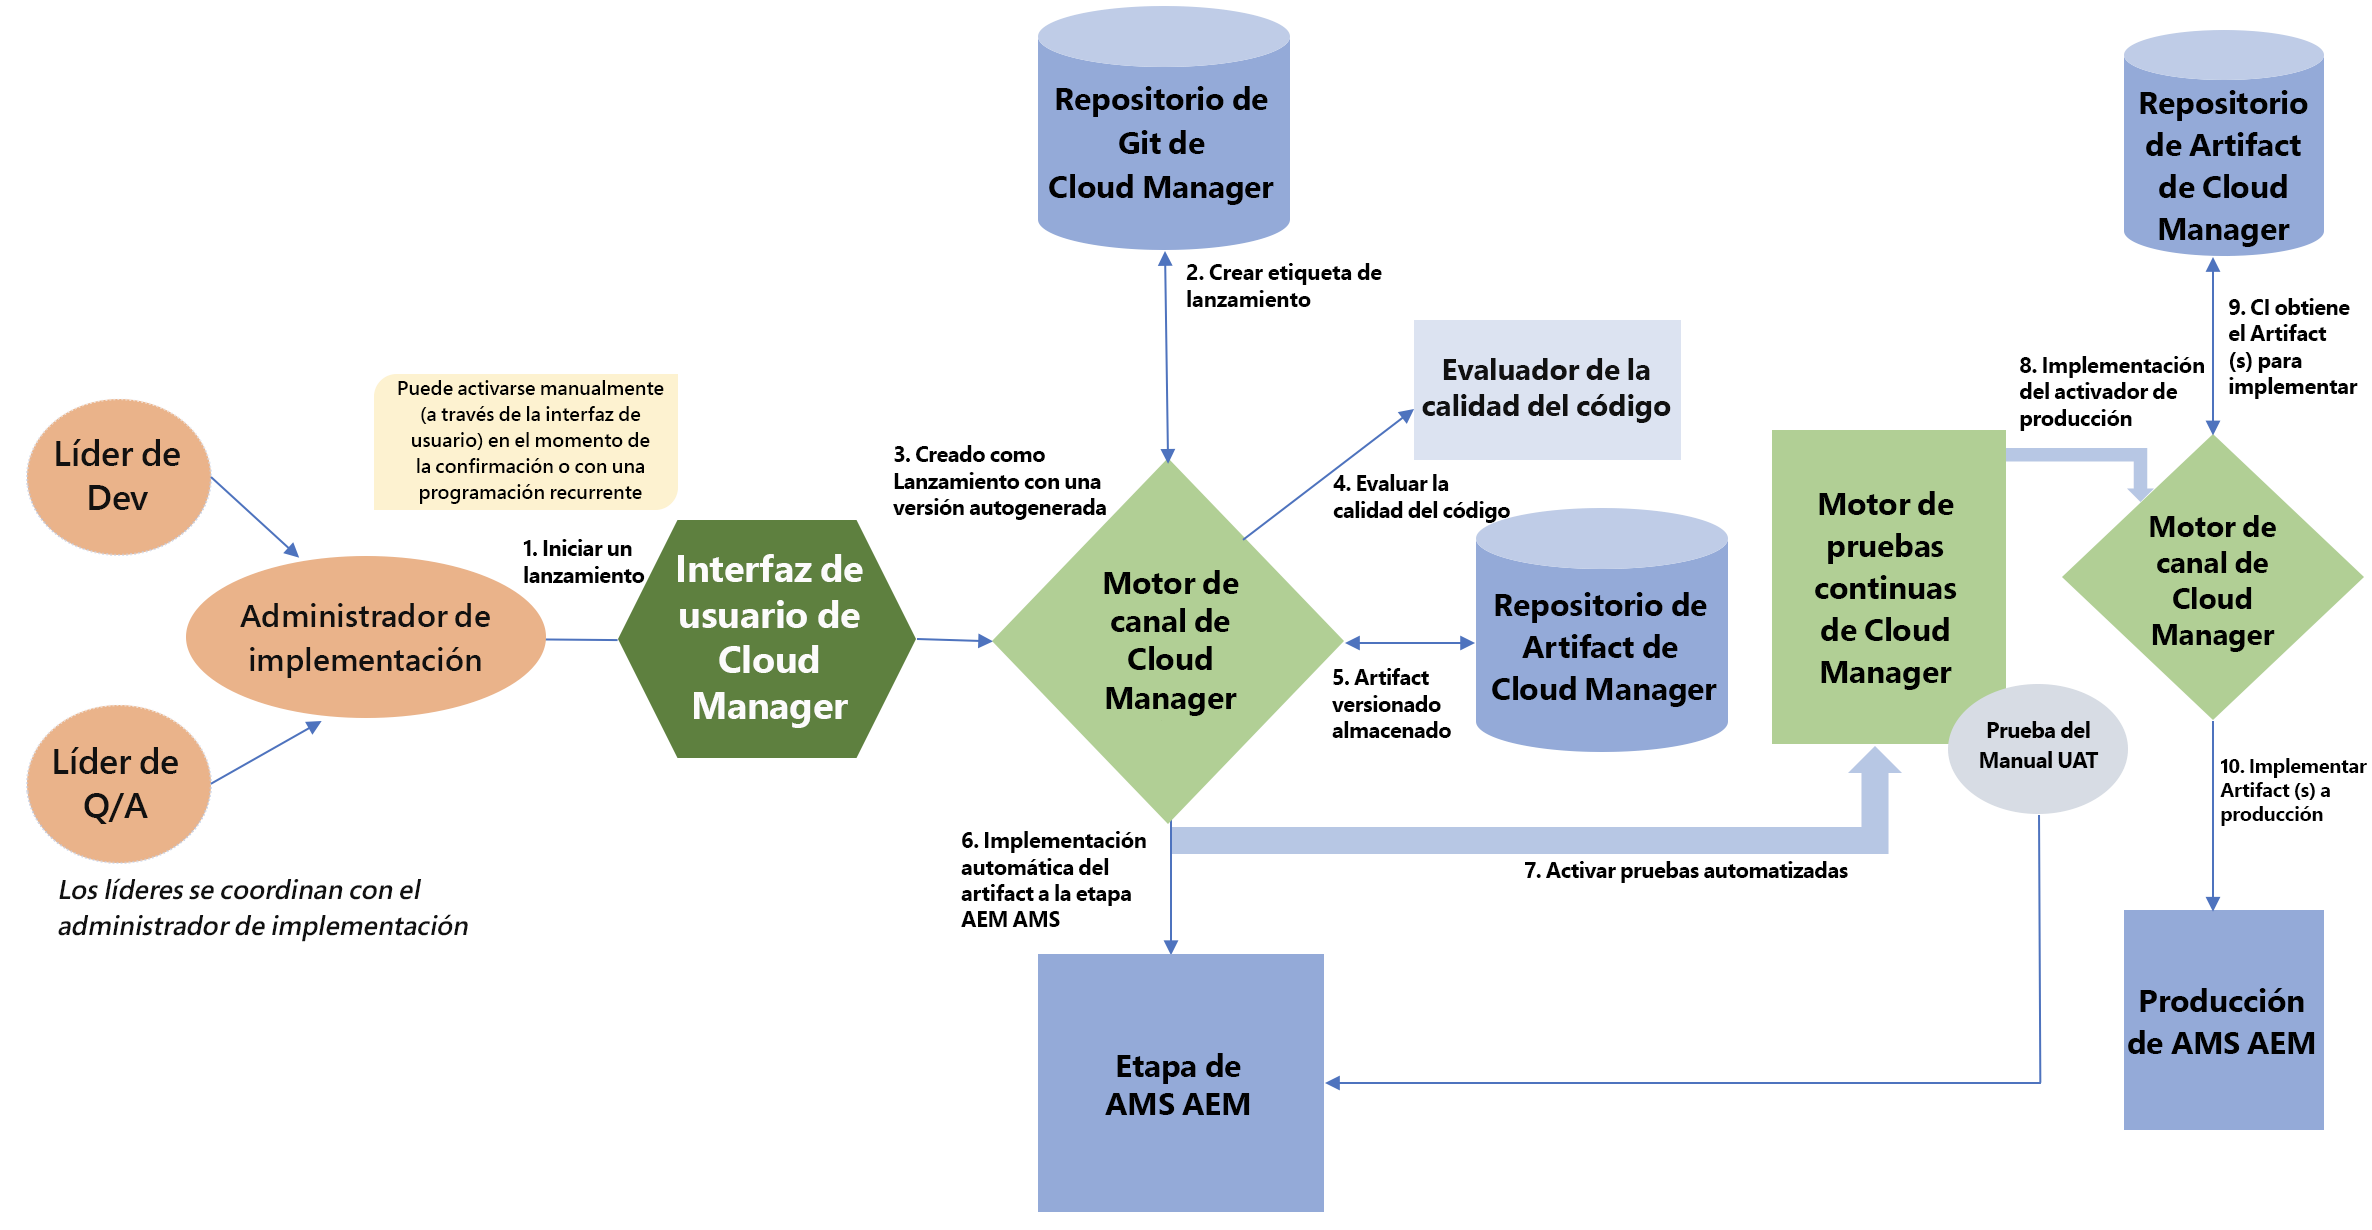 Repositorio de
Git de
Cloud Manager
Repositorio
de Artifact
de Cloud
Manager
2. Crear etiqueta de
lanzamiento
9. CI obtiene
el Artifact
(s) para
implementar
Evaluador de la
calidad del código
8. Implementación
del activador de
producción
Puede activarse manualmente
(a través de la interfaz de
usuario) en el momento de
la confirmación o con una
programación recurrente
Líder de
Dev
3. Creado como
Lanzamiento con una
versión autogenerada
4. Evaluar la
calidad del código
1. Iniciar un
lanzamiento
Interfaz de
usuario de
Cloud
Manager
Administrador de
implementación
Motor de
canal de
Cloud
Manager
Repositorio de
Artifact de
Cloud Manager
Motor de
pruebas
continuas
de Cloud
Manager
Motor de
canal de
Cloud
Manager
5. Artifact
versionado
almacenado
Prueba del
Manual UAT
Líder de
Q/A
10. Implementar
Artifact (s) a
producción
6. Implementación
automática del
artifact a la etapa
AEM AMS
7. Activar pruebas automatizadas
Los líderes se coordinan con el
administrador de implementación
Etapa de
AMS AEM
Producción
de AMS AEM